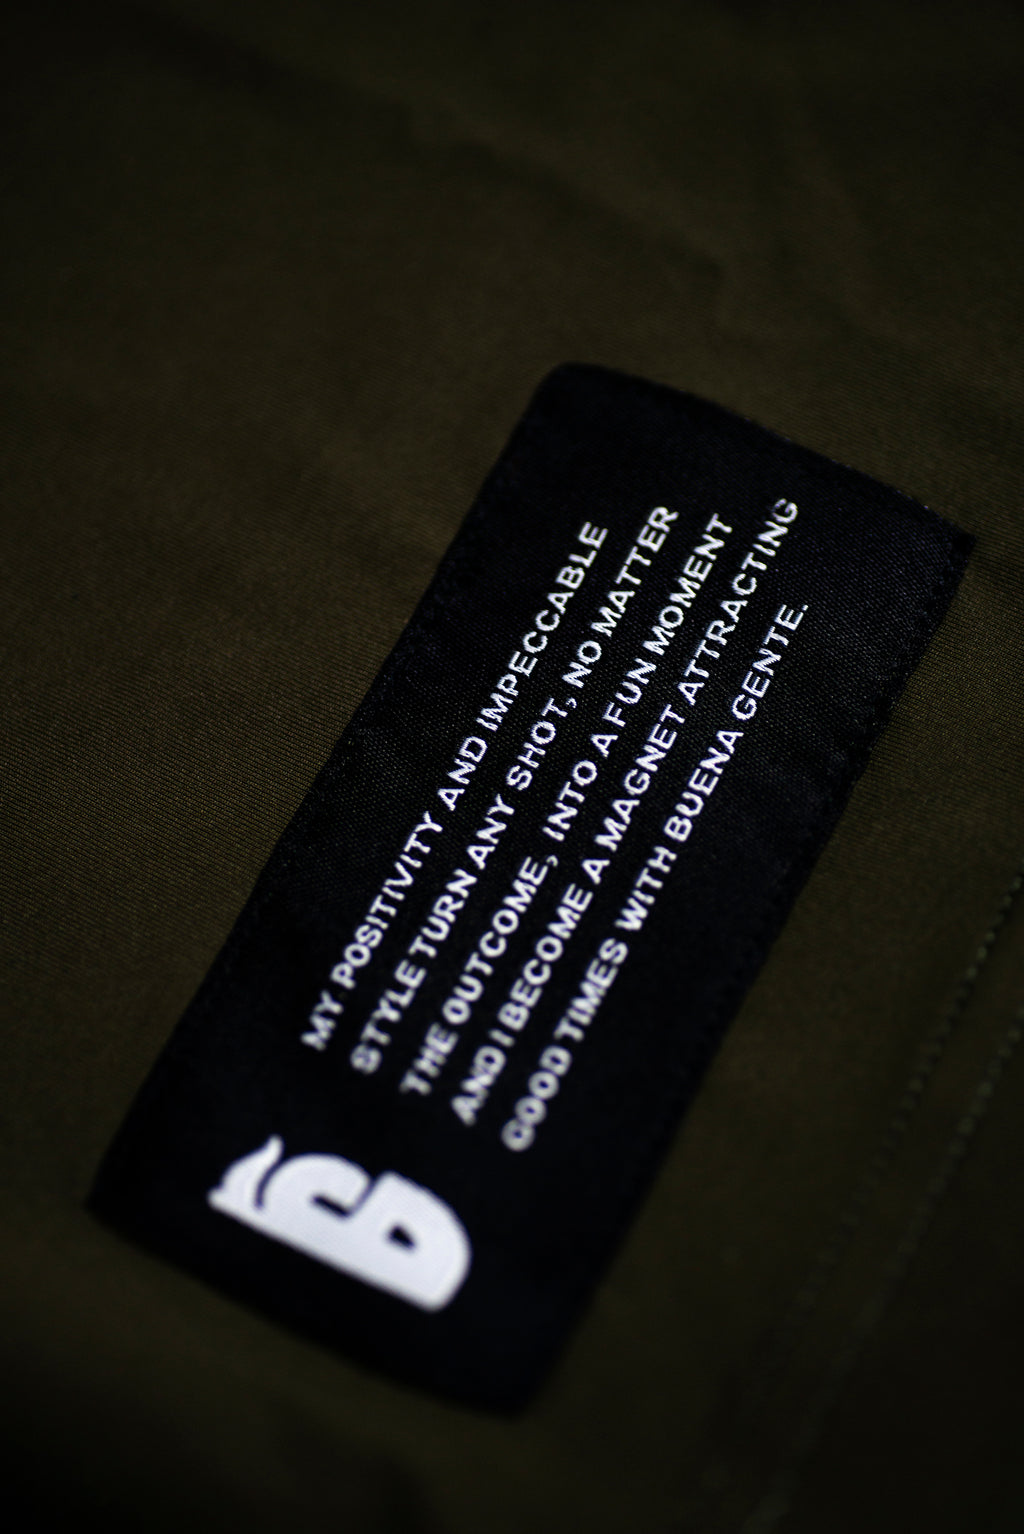 MY POSITIVITY AND IMPECCABLE
STYLE TURN ANY SHOT, NO MATTER
THE OUTCOME, INTO A FUN MOMENT
AND I BECOME A MAGNET ATTRACTING
GOOD TIMES WITH BUENA GENTE.